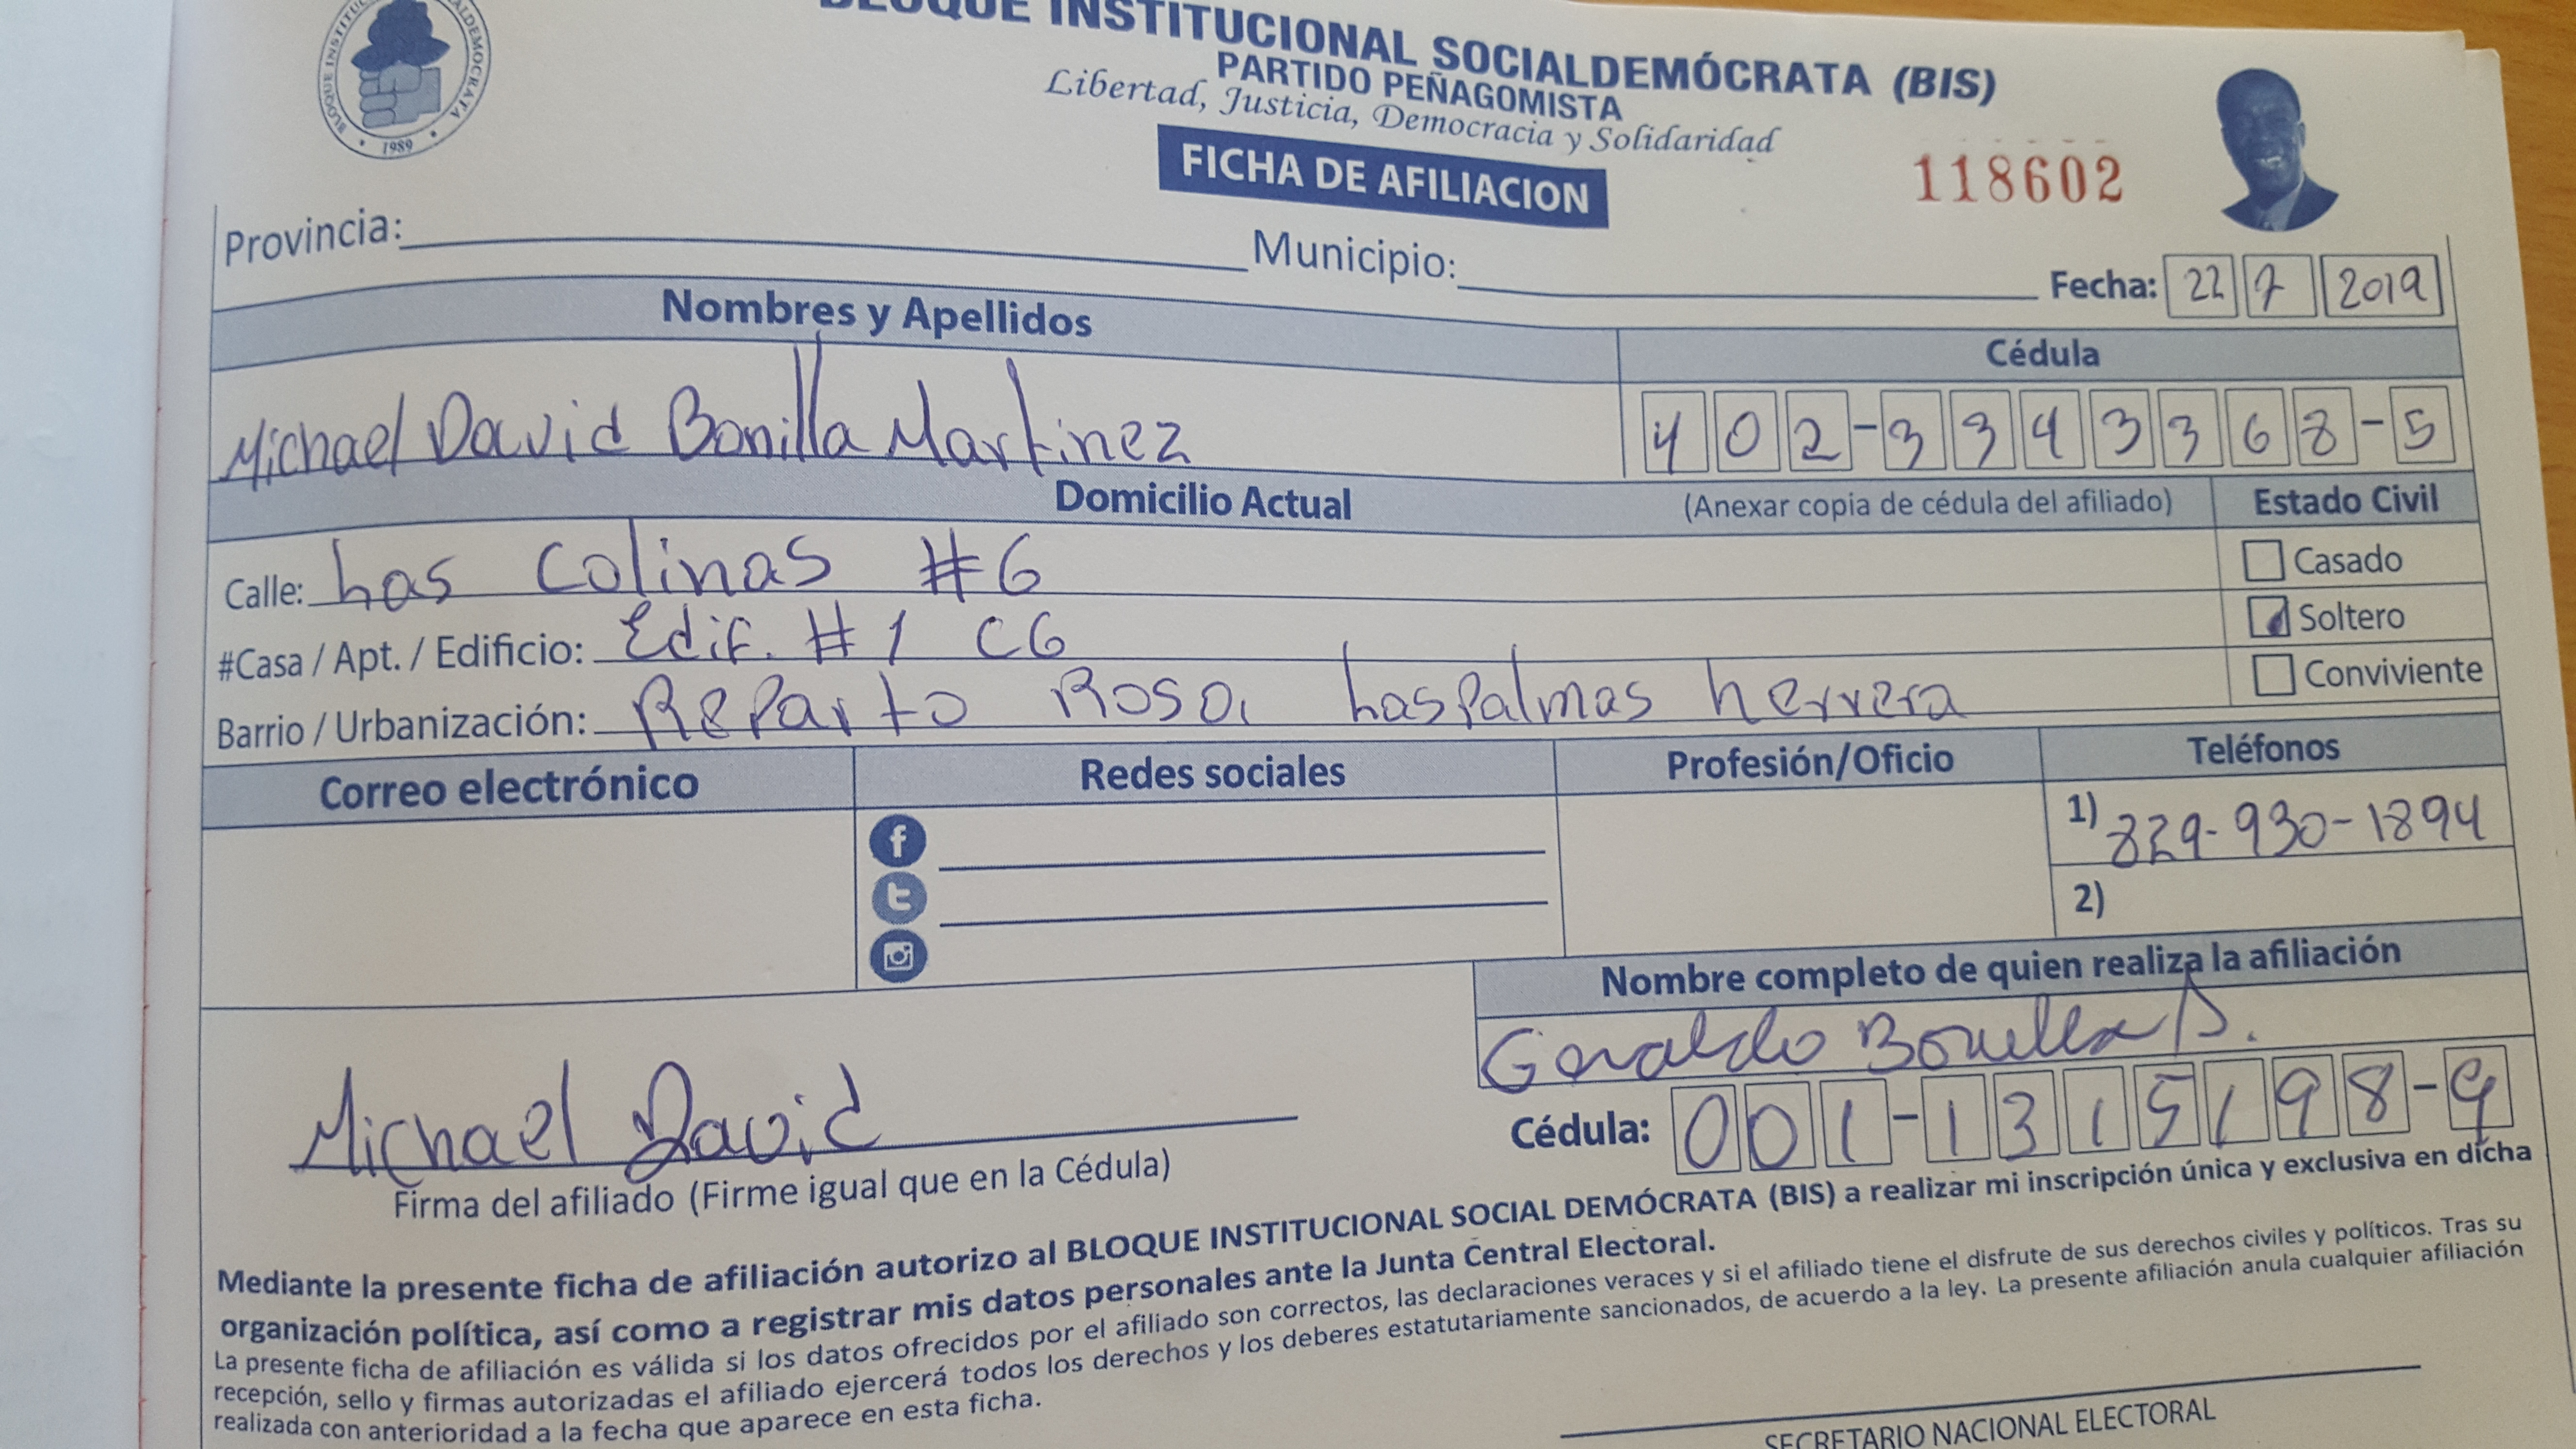 BLOQUE INSTITUCIONAL SOCIALDEMÓCRATA (BIS)
PARTIDO PEÑAGOMISTA
Libertad, Justicia, Democracia y Solidaridad
1989
FICHA DE AFILIACION
118602
Provincia: Municipio: Fecha: 22 7 2019
Nombres y Apellidos Cédula
Michael David Bonilla Martinez 402-3343368-5
Domicilio Actual (Anexar copia de cédula del afiliado) Estado Civil
Calle: Las Colinas #6 Casado
#Casa / Apt. / Edificio: Edif. #1 C6 Soltero
Barrio / Urbanización: Reparto Rosa Las Palmas herrera Conviviente
Correo electrónico Redes sociales Profesión/Oficio Teléfonos
1) 829-930-1894
2)
Nombre completo de quien realiza la afiliación
Geraldo Bonilla D.
Michael David Cédula: 001-1315198-9
Firma del afiliado (Firme igual que en la Cédula)
Mediante la presente ficha de afiliación autorizo al BLOQUE INSTITUCIONAL SOCIAL DEMÓCRATA (BIS) a realizar mi inscripción única y exclusiva en dicha
organización política, así como a registrar mis datos personales ante la Junta Central Electoral.
La presente ficha de afiliación es válida si los datos ofrecidos por el afiliado son correctos, las declaraciones veraces y si el afiliado tiene el disfrute de sus derechos civiles y políticos. Tras su
recepción, sello y firmas autorizadas el afiliado ejercerá todos los derechos y los deberes estatutariamente sancionados, de acuerdo a la ley. La presente afiliación anula cualquier afiliación
realizada con anterioridad a la fecha que aparece en esta ficha.
SECRETARIO NACIONAL ELECTORAL